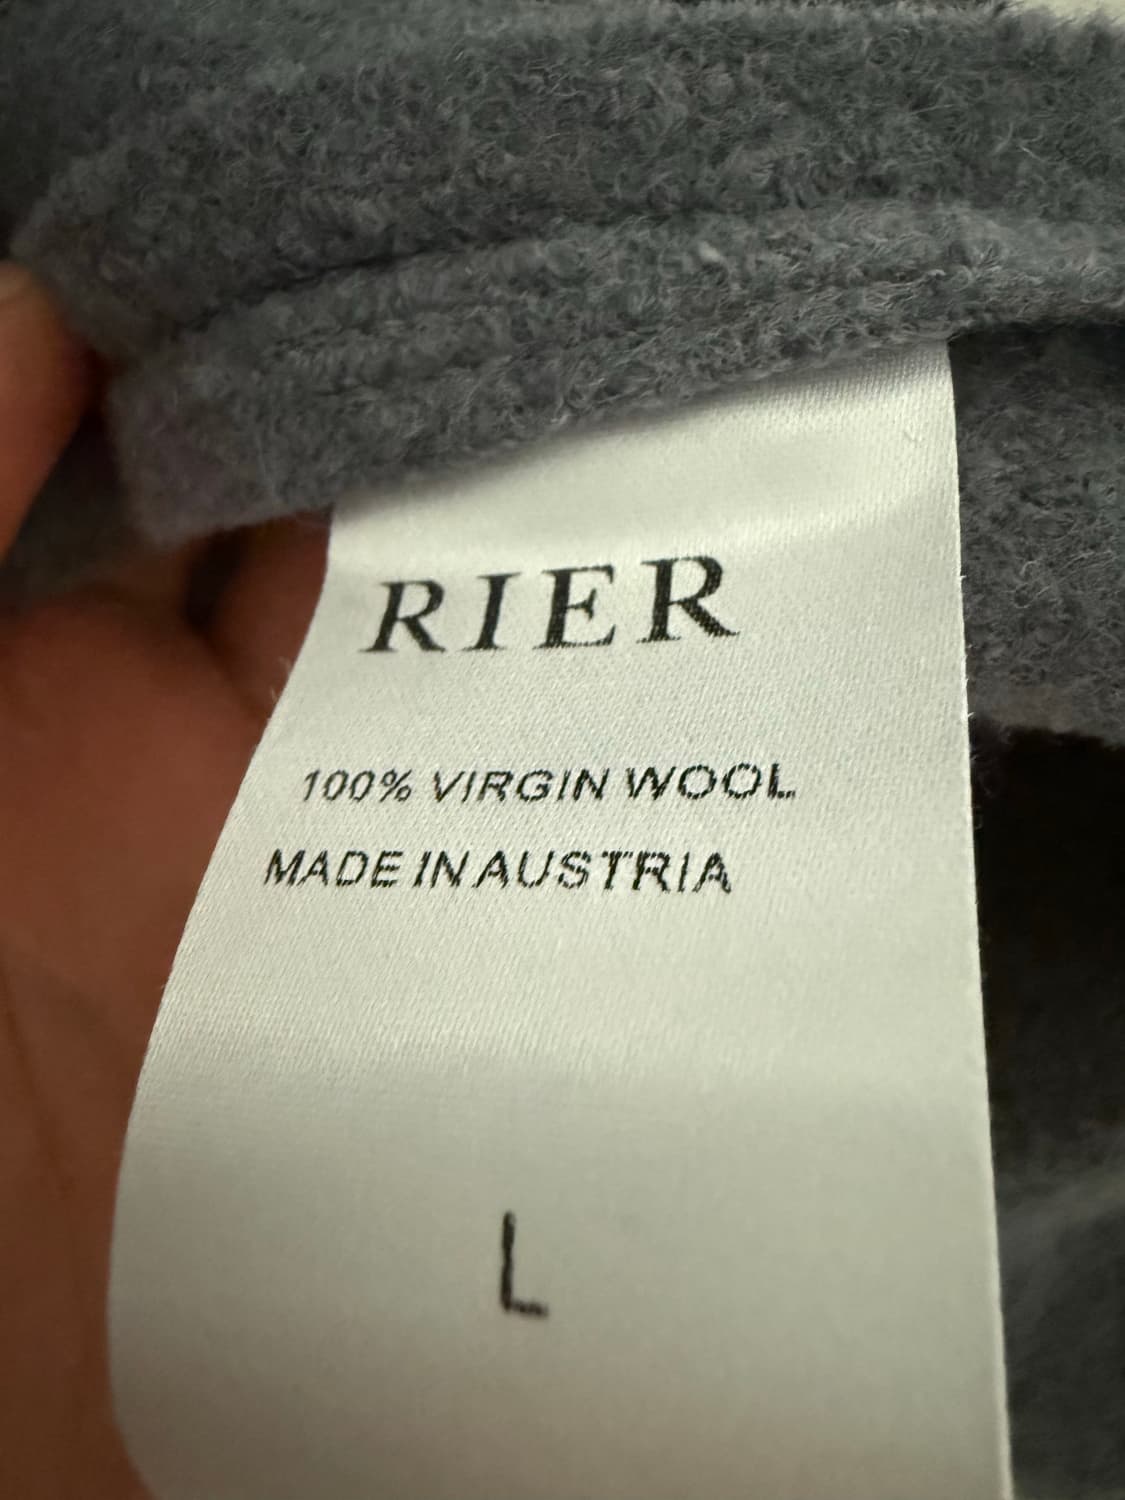 RIER
100% VIRGIN WOOL
MADE IN AUSTRIA
L